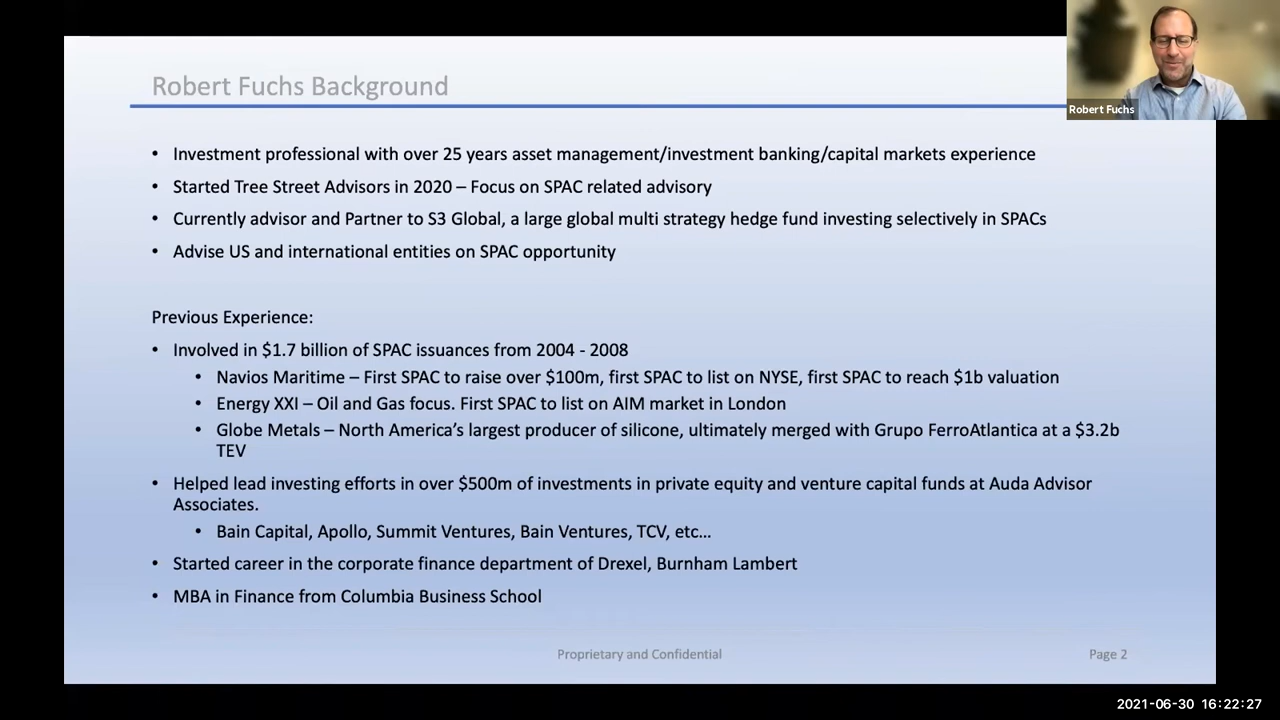 Robert Fuchs Background
Robert Fuchs
• Investment professional with over 25 years asset management/investment banking/capital markets experience
• Started Tree Street Advisors in 2020 – Focus on SPAC related advisory
• Currently advisor and Partner to S3 Global, a large global multi strategy hedge fund investing selectively in SPACs
• Advise US and international entities on SPAC opportunity
Previous Experience:
• Involved in $1.7 billion of SPAC issuances from 2004 - 2008
• Navios Maritime – First SPAC to raise over $100m, first SPAC to list on NYSE, first SPAC to reach $1b valuation
• Energy XXI – Oil and Gas focus. First SPAC to list on AIM market in London
• Globe Metals – North America’s largest producer of silicone, ultimately merged with Grupo FerroAtlantica at a $3.2b
TEV
• Helped lead investing efforts in over $500m of investments in private equity and venture capital funds at Auda Advisor
Associates.
• Bain Capital, Apollo, Summit Ventures, Bain Ventures, TCV, etc…
• Started career in the corporate finance department of Drexel, Burnham Lambert
• MBA in Finance from Columbia Business School
Proprietary and Confidential
Page 2
2021-06-30 16:22:27